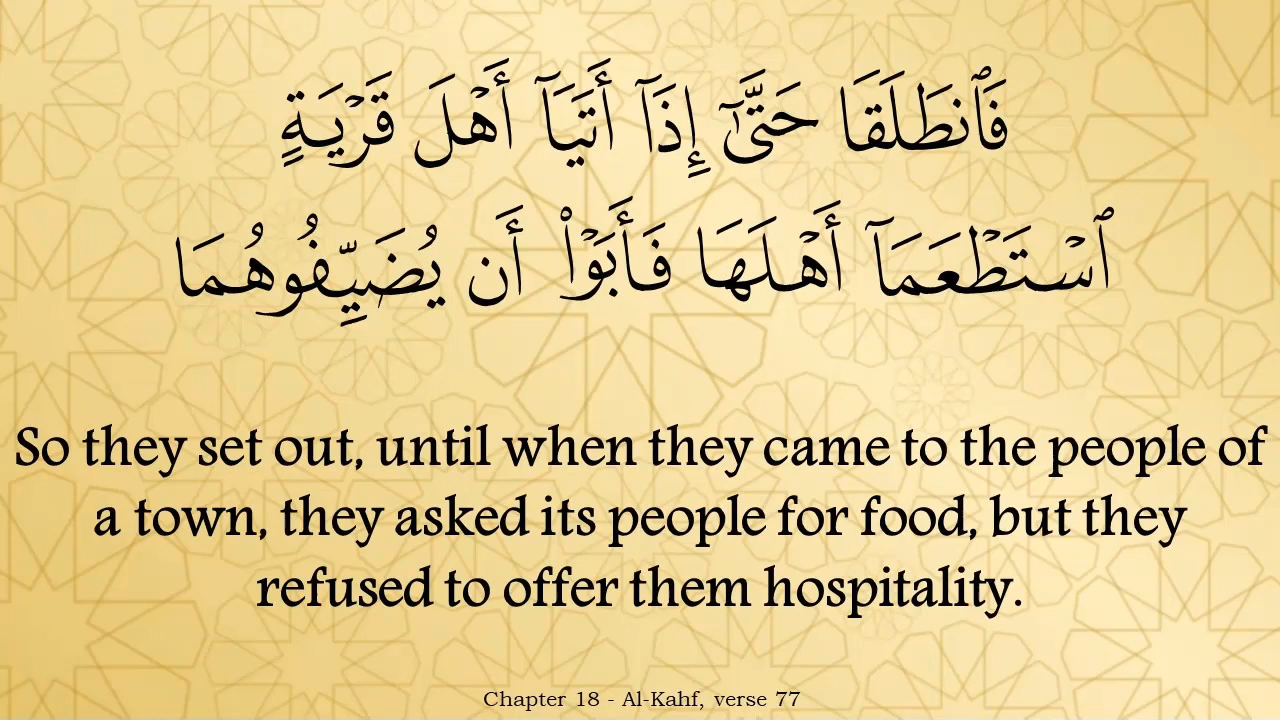 فَٱنطَلَقَا حَتَّىٰٓ إِذَآ أَتَيَآ أَهْلَ قَرْيَةٍ
ٱسْتَطْعَمَآ أَهْلَهَا فَأَبَوْا۟ أَن يُضَيِّفُوهُمَا
So they set out, until when they came to the people of
a town, they asked its people for food, but they
refused to offer them hospitality.
Chapter 18 - Al-Kahf, verse 77